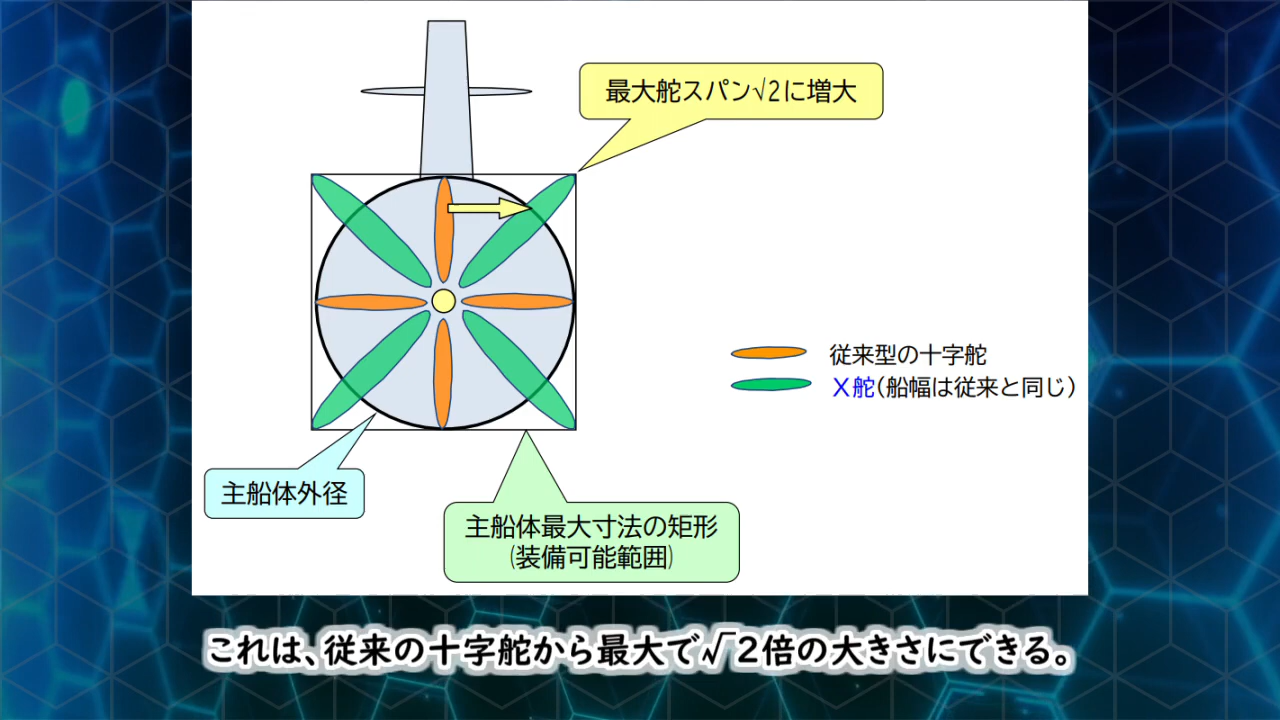 最大舵スパン√2に増大
従来型の十字舵
X舵(船幅は従来と同じ)
主船体外径
主船体最大寸法の矩形
(装備可能範囲)
これは、従来の十字舵から最大で√2倍の大きさにできる。